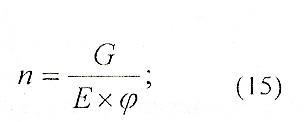 n = G / (E × φ); (15)